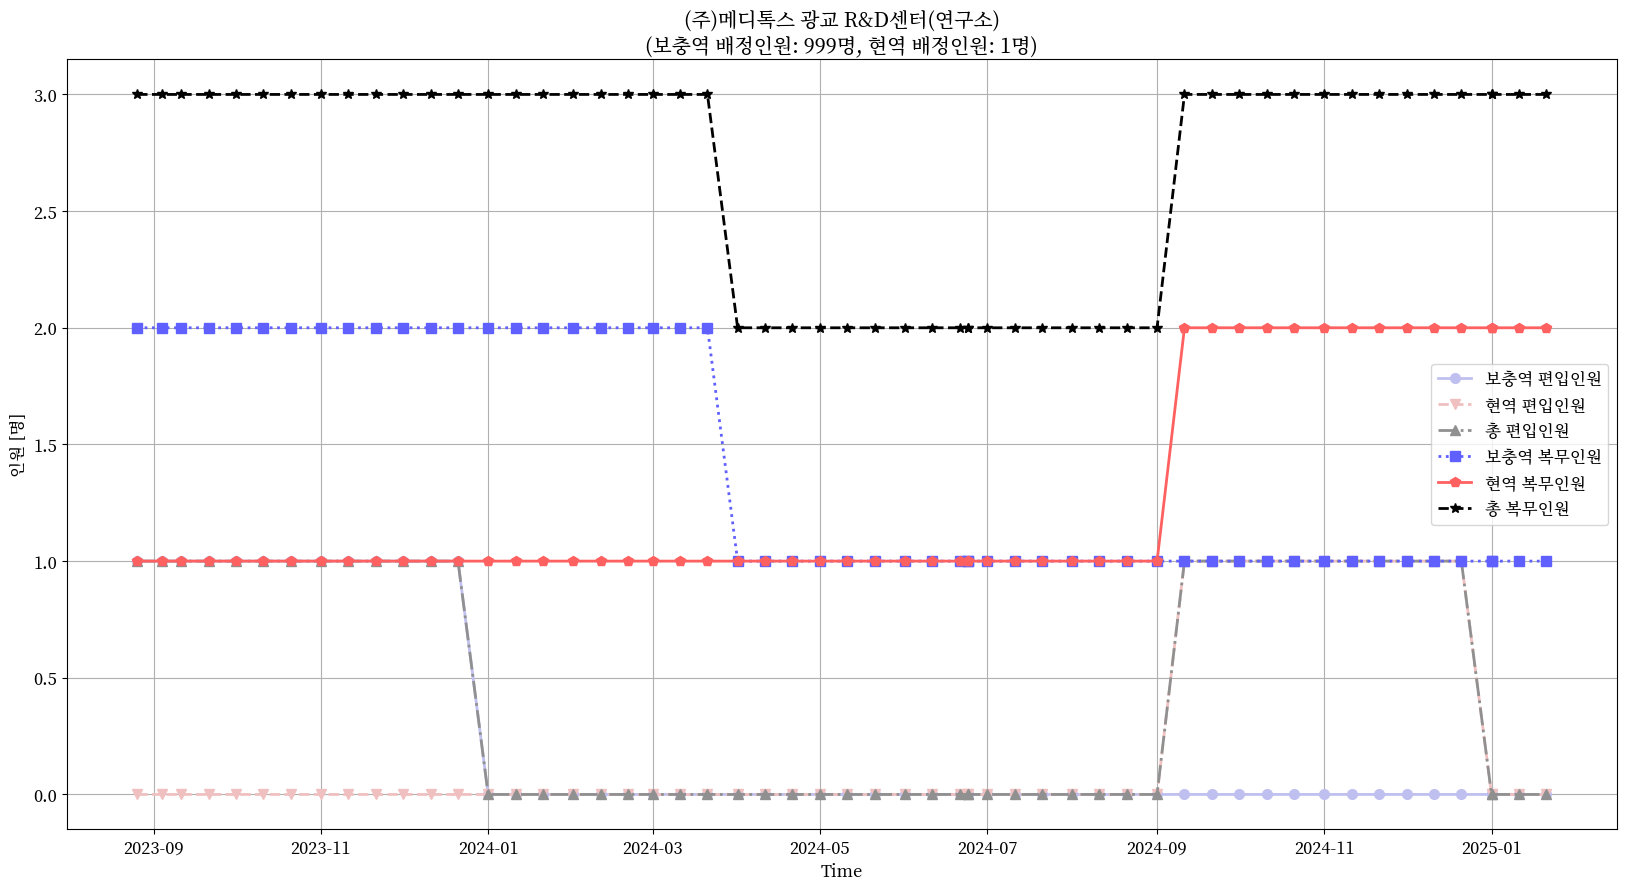 (주)메디톡스 광교 R&D센터(연구소)
(보충역 배정인원: 999명, 현역 배정인원: 1명)
인원 [명]
3.0
2.5
2.0
1.5
1.0
0.5
0.0
보충역 편입인원
현역 편입인원
총 편입인원
보충역 복무인원
현역 복무인원
총 복무인원
2023-09 2023-11 2024-01 2024-03 2024-05 2024-07 2024-09 2024-11 2025-01
Time